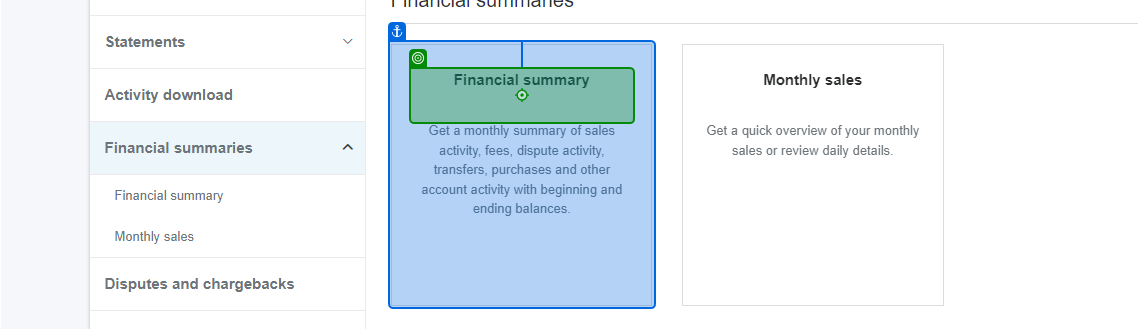 Financial summaries
Statements
Activity download
Financial summaries
Financial summary
Monthly sales
Disputes and chargebacks
Financial summary
Get a monthly summary of sales
activity, fees, dispute activity,
transfers, purchases and other
account activity with beginning and
ending balances.
Monthly sales
Get a quick overview of your monthly
sales or review daily details.